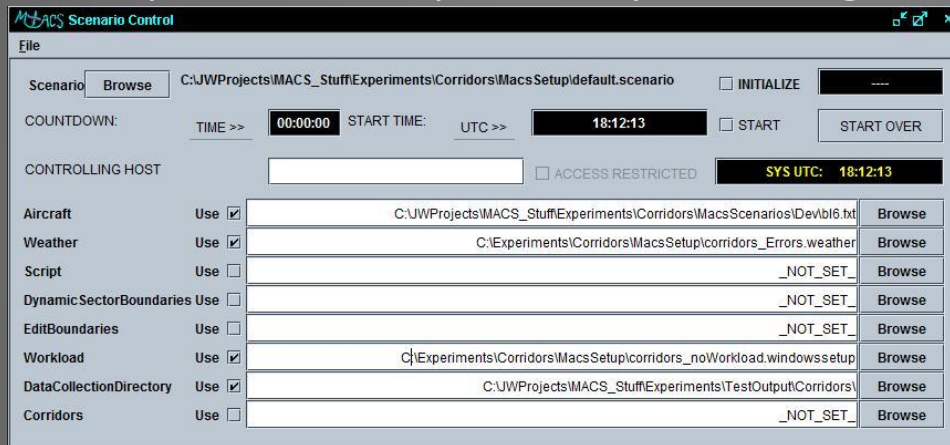 MACS Scenario Control
File
Scenario Browse C:\JWProjects\MACS_Stuff\Experiments\Corridors\MacsSetup\default.scenario INITIALIZE ----
COUNTDOWN: TIME >> 00:00:00 START TIME: UTC >> 18:12:13 START START OVER
CONTROLLING HOST ACCESS RESTRICTED SYS UTC: 18:12:13
Aircraft Use C:\JWProjects\MACS_Stuff\Experiments\Corridors\MacsScenarios\Dev\bl6.txt Browse
Weather Use C:\Experiments\Corridors\MacsSetup\corridors_Errors.weather Browse
Script Use _NOT_SET_ Browse
DynamicSectorBoundaries Use _NOT_SET_ Browse
EditBoundaries Use _NOT_SET_ Browse
Workload Use C:\Experiments\Corridors\MacsSetup\corridors_noWorkload.windowssetup Browse
DataCollectionDirectory Use C:\JWProjects\MACS_Stuff\Experiments\TestOutput\Corridors\ Browse
Corridors Use _NOT_SET_ Browse